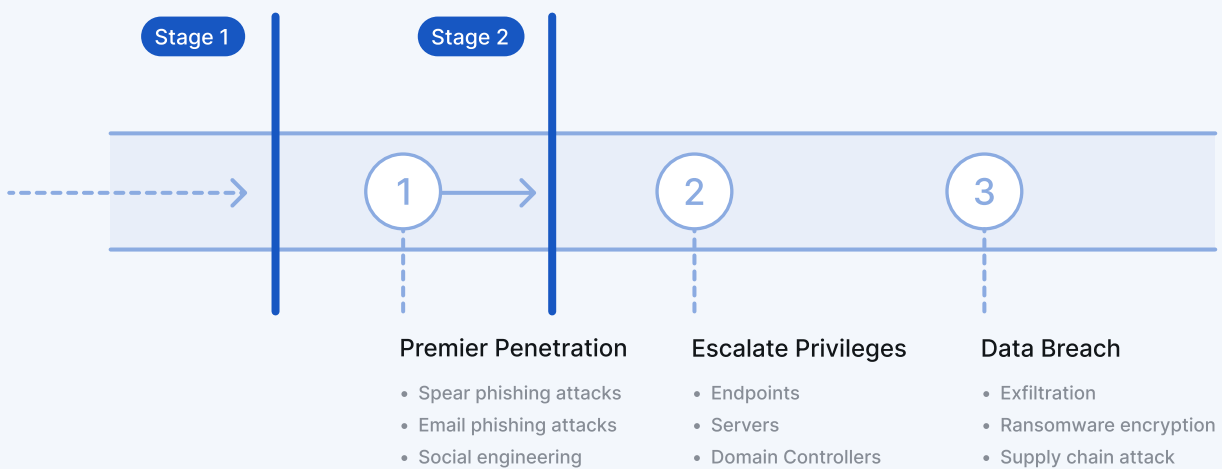 Stage 1
Stage 2
1
2
3
Premier Penetration
• Spear phishing attacks
• Email phishing attacks
• Social engineering
Escalate Privileges
• Endpoints
• Servers
• Domain Controllers
Data Breach
• Exfiltration
• Ransomware encryption
• Supply chain attack